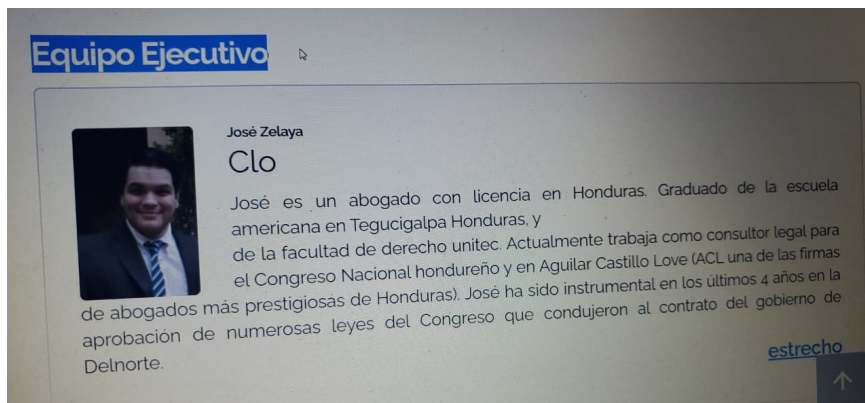 Equipo Ejecutivo
José Zelaya
Clo
José es un abogado con licencia en Honduras. Graduado de la escuela
americana en Tegucigalpa Honduras, y
de la facultad de derecho unitec. Actualmente trabaja como consultor legal para
el Congreso Nacional hondureño y en Aguilar Castillo Love (ACL una de las firmas
de abogados más prestigiosas de Honduras). José ha sido instrumental en los últimos 4 años en la
aprobación de numerosas leyes del Congreso que condujeron al contrato del gobierno de
Delnorte.
estrecho